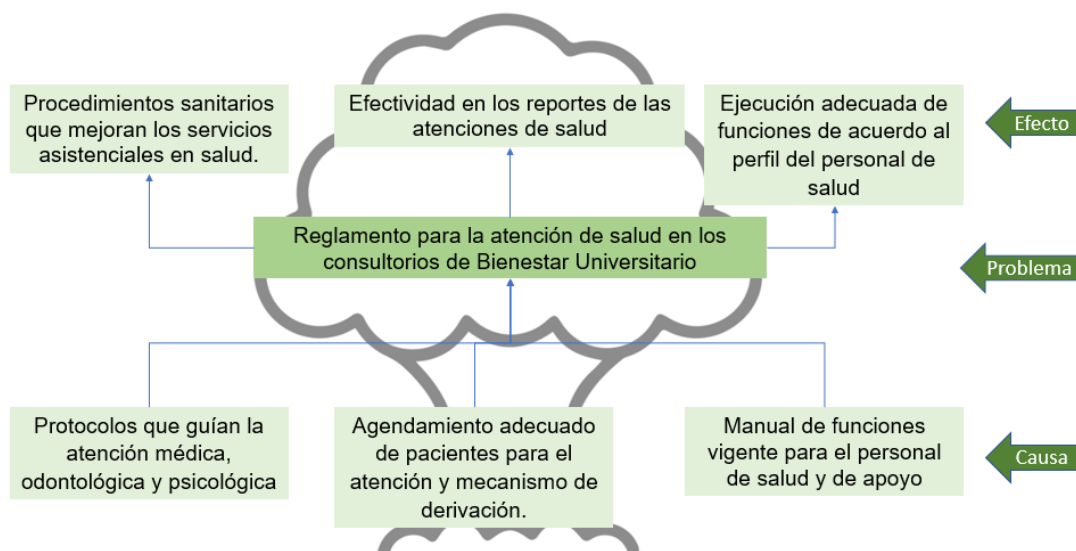 Procedimientos sanitarios
que mejoran los servicios
asistenciales en salud.
Efectividad en los reportes de las
atenciones de salud
Ejecución adecuada de
funciones de acuerdo al
perfil del personal de
salud
Efecto
Reglamento para la atención de salud en los
consultorios de Bienestar Universitario
Problema
Protocolos que guían la
atención médica,
odontológica y psicológica
Agendamiento adecuado
de pacientes para el
atención y mecanismo de
derivación.
Manual de funciones
vigente para el personal
de salud y de apoyo
Causa